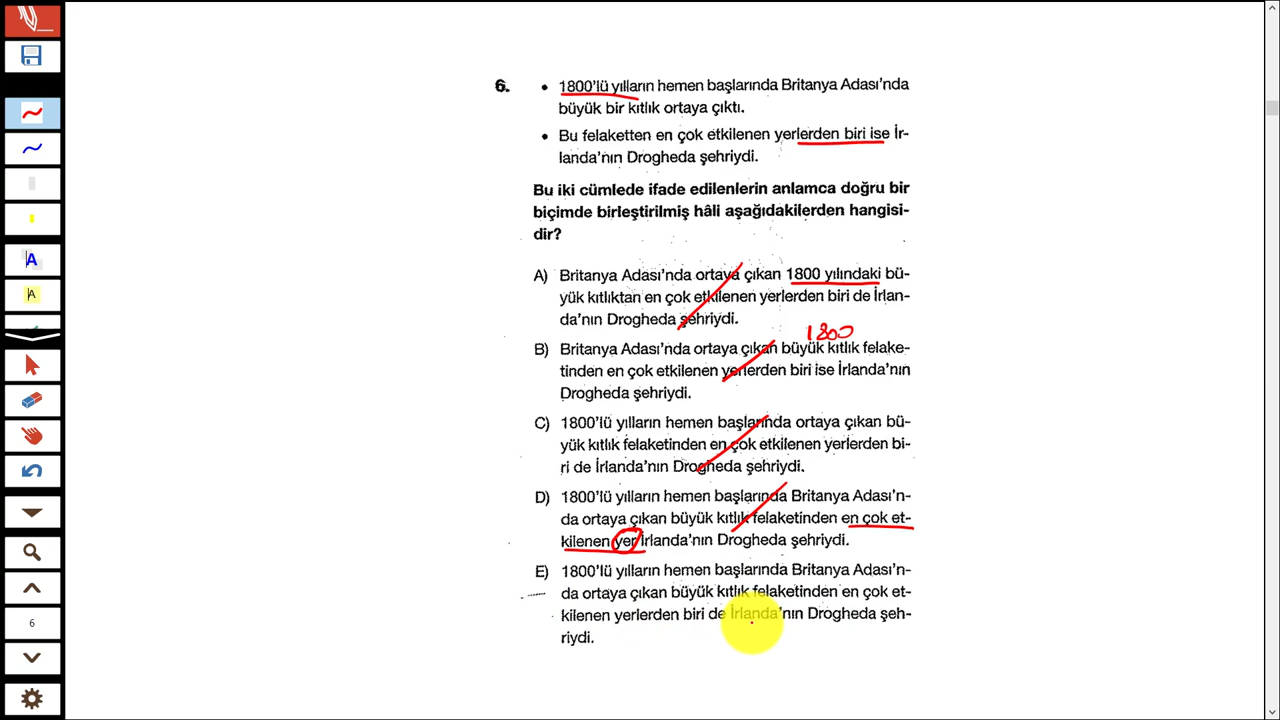 6.
• 1800'lü yılların hemen başlarında Britanya Adası'nda
büyük bir kıtlık ortaya çıktı.
• Bu felaketten en çok etkilenen yerlerden biri ise İr-
landa'nın Drogheda şehriydi.
Bu iki cümlede ifade edilenlerin anlamca doğru bir
biçimde birleştirilmiş hâli aşağıdakilerden hangisi-
dir?
A) Britanya Adası'nda ortaya çıkan 1800 yılındaki bü-
yük kıtlıktan en çok etkilenen yerlerden biri de İrlan-
da'nın Drogheda şehriydi.
1800
B) Britanya Adası'nda ortaya çıkan büyük kıtlık felake-
tinden en çok etkilenen yerlerden biri ise İrlanda'nın
Drogheda şehriydi.
C) 1800'lü yılların hemen başlarında ortaya çıkan bü-
yük kıtlık felaketinden en çok etkilenen yerlerden bi-
ri de İrlanda'nın Drogheda şehriydi.
D) 1800'lü yılların hemen başlarında Britanya Adası'n-
da ortaya çıkan büyük kıtlık felaketinden en çok et-
kilenen yer İrlanda'nın Drogheda şehriydi.
E) 1800'lü yılların hemen başlarında Britanya Adası'n-
da ortaya çıkan büyük kıtlık felaketinden en çok et-
kilenen yerlerden biri de İrlanda'nın Drogheda şeh-
riydi.
A
A
6